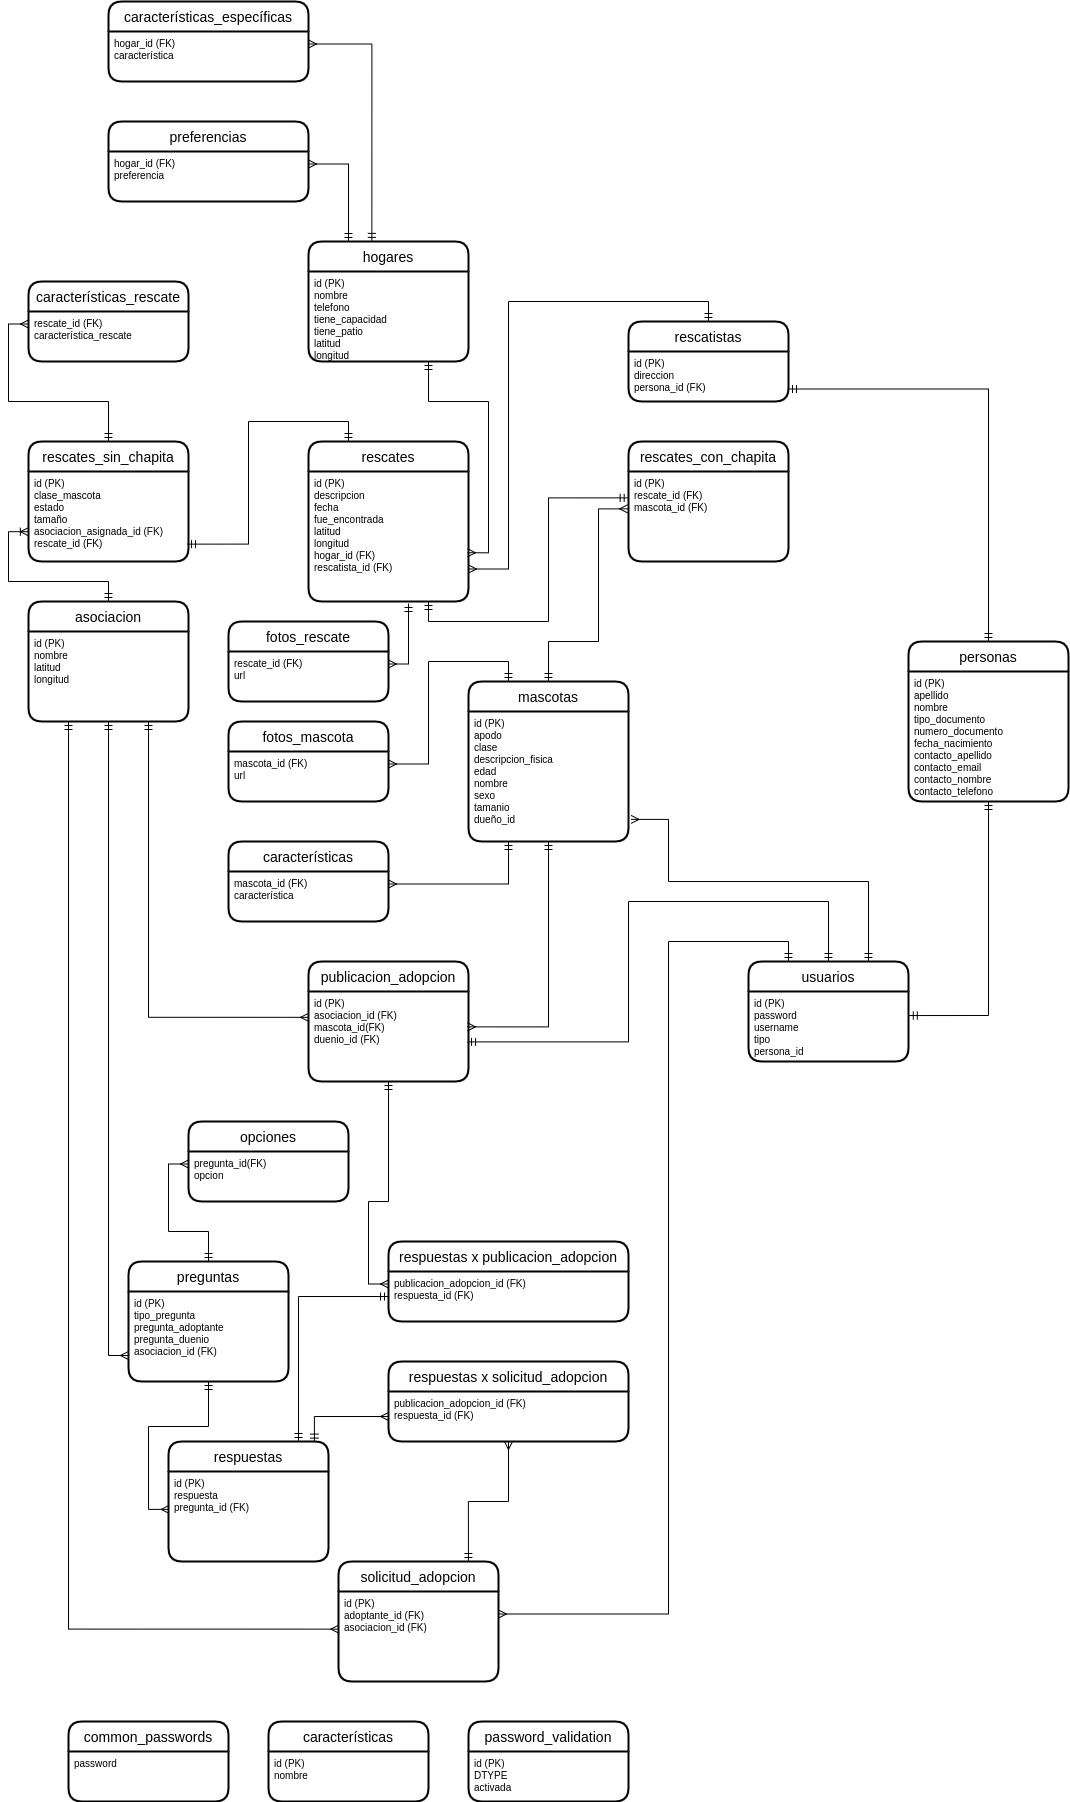 características_específicas
hogar_id (FK)
característica
preferencias
hogar_id (FK)
preferencia
hogares
id (PK)
nombre
telefono
tiene_capacidad
tiene_patio
latitud
longitud
características_rescate
rescate_id (FK)
característica_rescate
rescatistas
id (PK)
direccion
persona_id (FK)
rescates_sin_chapita
id (PK)
clase_mascota
estado
tamaño
asociacion_asignada_id (FK)
rescate_id (FK)
rescates
id (PK)
descripcion
fecha
fue_encontrada
latitud
longitud
hogar_id (FK)
rescatista_id (FK)
rescates_con_chapita
id (PK)
rescate_id (FK)
mascota_id (FK)
asociacion
id (PK)
nombre
latitud
longitud
fotos_rescate
rescate_id (FK)
url
personas
id (PK)
apellido
nombre
tipo_documento
numero_documento
fecha_nacimiento
contacto_apellido
contacto_email
contacto_nombre
contacto_telefono
mascotas
id (PK)
apodo
clase
descripcion_fisica
edad
nombre
sexo
tamanio
dueño_id
fotos_mascota
mascota_id (FK)
url
características
mascota_id (FK)
característica
publicacion_adopcion
id (PK)
asociacion_id (FK)
mascota_id(FK)
duenio_id (FK)
usuarios
id (PK)
password
username
tipo
persona_id
opciones
pregunta_id(FK)
opcion
respuestas x publicacion_adopcion
publicacion_adopcion_id (FK)
respuesta_id (FK)
preguntas
id (PK)
tipo_pregunta
pregunta_adoptante
pregunta_duenio
asociacion_id (FK)
respuestas x solicitud_adopcion
publicacion_adopcion_id (FK)
respuesta_id (FK)
respuestas
id (PK)
respuesta
pregunta_id (FK)
solicitud_adopcion
id (PK)
adoptante_id (FK)
asociacion_id (FK)
common_passwords
password
características
id (PK)
nombre
password_validation
id (PK)
DTYPE
activada